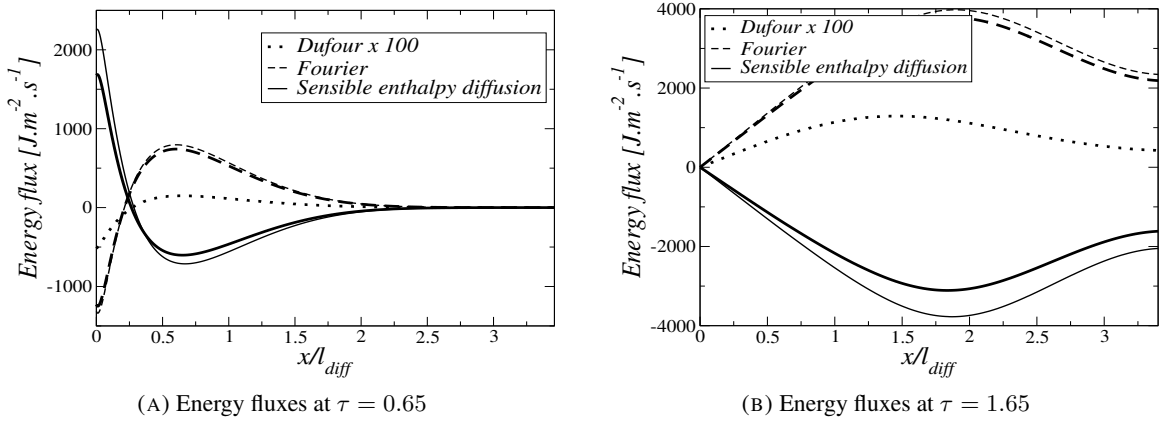 2000
1000
0
-1000
Energy flux [J.m-2.s-1]
Dufour x 100
Fourier
Sensible enthalpy diffusion
0 0.5 1 1.5 2 2.5 3
x/l_diff
(A) Energy fluxes at τ = 0.65
4000
2000
0
-2000
-4000
Energy flux [J.m-2.s-1]
Dufour x 100
Fourier
Sensible enthalpy diffusion
0 0.5 1 1.5 2 2.5 3
x/l_diff
(B) Energy fluxes at τ = 1.65